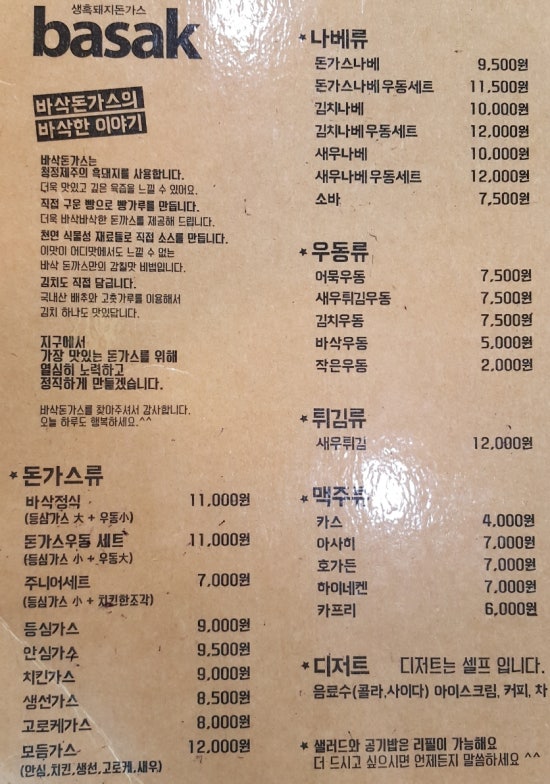 생흑돼지돈가스
basak
바삭돈가스의
바삭한 이야기
바삭돈가스는
청정제주의 흑돼지를 사용합니다.
더욱 맛있고 깊은 육즙을 느낄 수 있어요.
직접 구운 빵으로 빵가루를 만듭니다.
더욱 바삭바삭한 돈까스를 제공해 드립니다.
천연 식물성 재료들로 직접 소스를 만듭니다.
이맛이 어디맛에서도 느낄 수 없는
바삭 돈까스만의 감칠맛 비법입니다.
김치도 직접 담급니다.
국내산 배추와 고춧가루를 이용해서
김치 하나도 맛있답니다.
지구에서
가장 맛있는 돈가스를 위해
열심히 노력하고
정직하게 만들겠습니다.
바삭돈가스를 찾아주셔서 감사합니다.
오늘 하루도 행복하세요.^^
★ 돈가스류
바삭정식 11,000원
(등심가스 大 + 우동小)
돈가스우동 세트 11,000원
(등심가스 小 + 우동大)
주니어세트 7,000원
(등심가스 小 + 치킨한조각)
등심가스 9,000원
안심가스 9,500원
치킨가스 9,000원
생선가스 8,500원
고로케가스 8,000원
모듬가스 12,000원
(안심,치킨,생선,고로케,새우)
★ 나베류
돈가스나베 9,500원
돈가스나베우동세트 11,500원
김치나베 10,000원
김치나베우동세트 12,000원
새우나베 10,000원
새우나베우동세트 12,000원
소바 7,500원
★ 우동류
어묵우동 7,500원
새우튀김우동 7,500원
김치우동 7,500원
바삭우동 5,000원
작은우동 2,000원
★ 튀김류
새우튀김 12,000원
★ 맥주류
카스 4,000원
아사히 7,000원
호가든 7,000원
하이네켄 7,000원
카프리 6,000원
★ 디저트 디저트는 셀프 입니다.
음료수(콜라,사이다) 아이스크림, 커피, 차
★ 샐러드와 공기밥은 리필이 가능해요
더 드시고 싶으시면 언제든지 말씀하세요 ^^